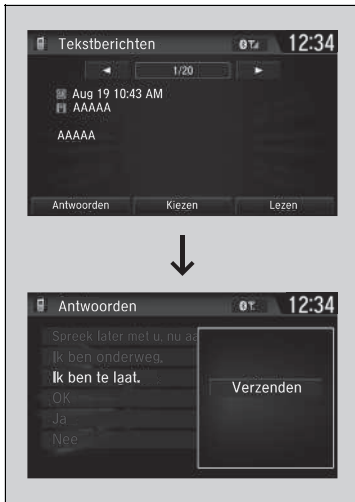 Tekstberichten
12:34
1/20
Aug 19 10:43 AM
AAAAA
AAAAA
Antwoorden Kiezen Lezen
Antwoorden
12:34
Spreek later met u, nu aa
Ik ben onderweg.
Ik ben te laat.
OK
Ja
Nee
Verzenden